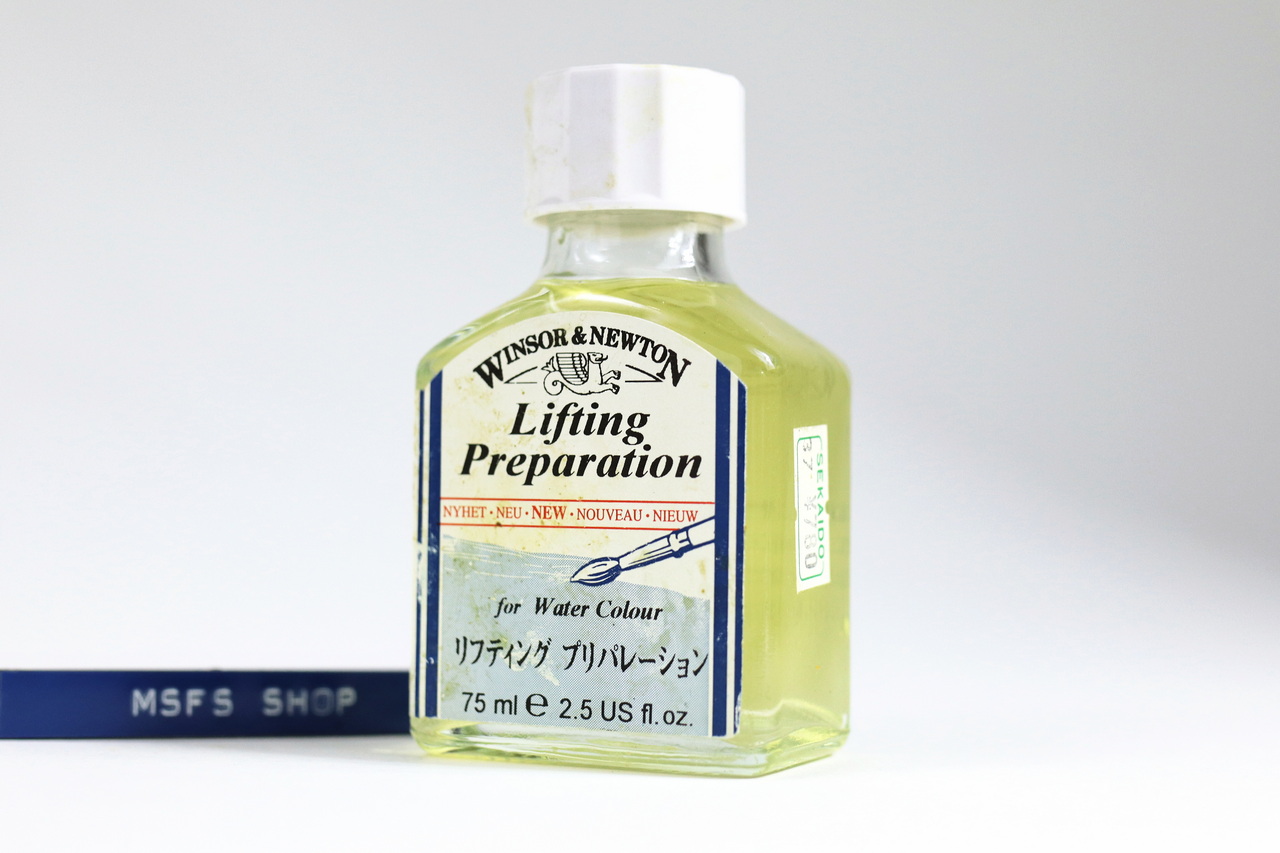 WINSOR & NEWTON
Lifting
Preparation
NYHET · NEU · NEW · NOUVEAU · NIEUW
for Water Colour
リフティング プリパレーション
75 ml ℮ 2.5 US fl. oz.
SEKAIDO
MSFS SHOP